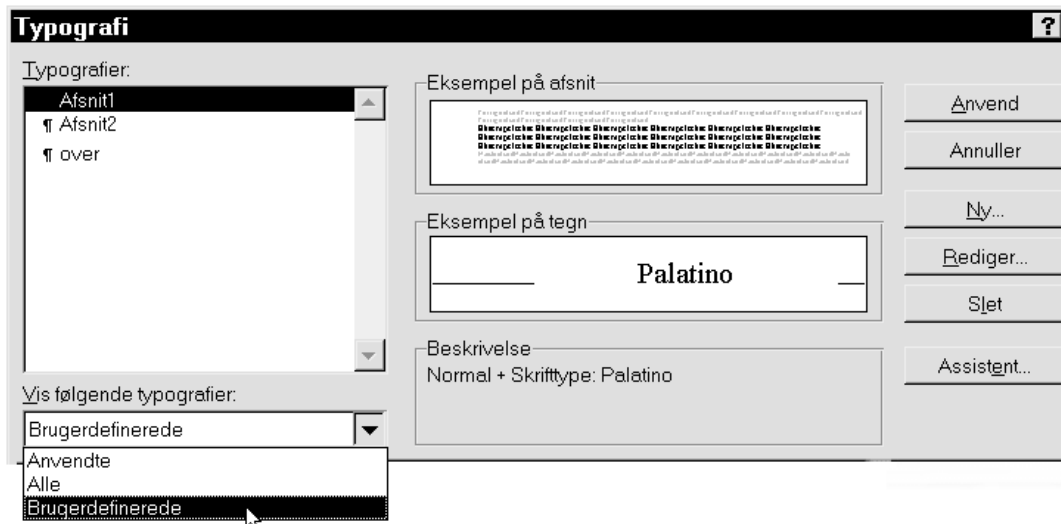 Typografi
?
Typografier:
Afsnit1
¶ Afsnit2
¶ over
Vis følgende typografier:
Brugerdefinerede
Anvendte
Alle
Brugerdefinerede
Eksempel på afsnit
Eksempel på tegn
Palatino
Beskrivelse
Normal + Skrifttype: Palatino
Anvend
Annuller
Ny...
Rediger...
Slet
Assistent...